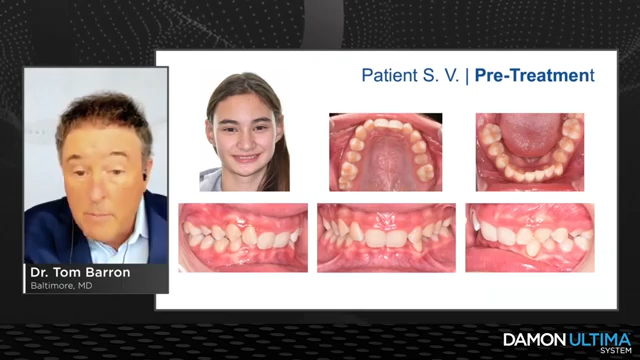 Patient S. V. | Pre-Treatment
Dr. Tom Barron
Baltimore, MD
DAMON ULTIMA
SYSTEM